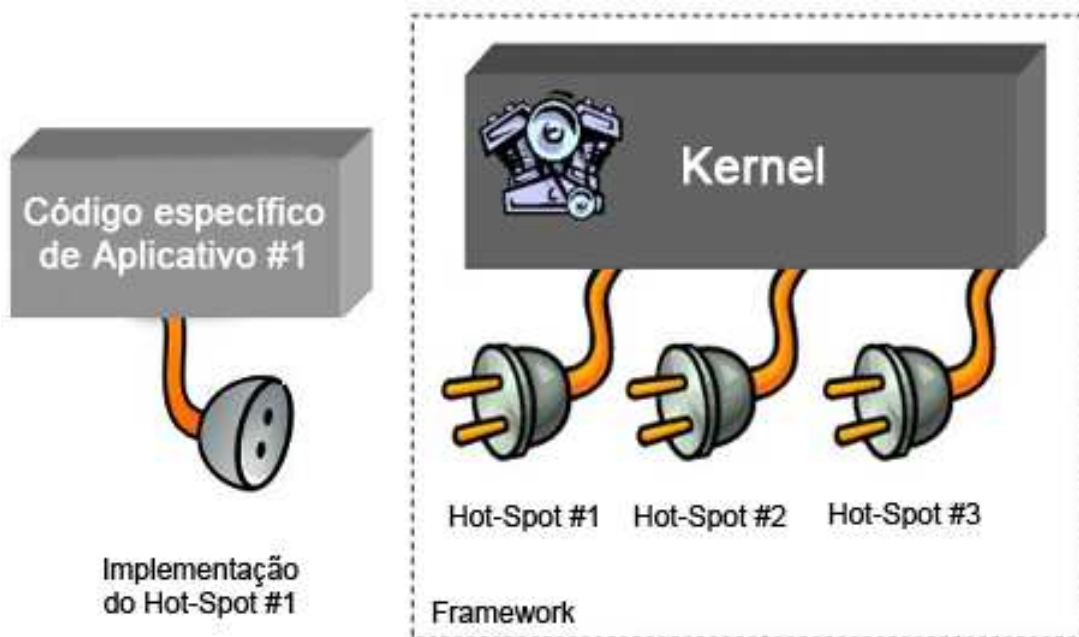 Código específico
de Aplicativo #1
Implementação
do Hot-Spot #1
Kernel
Hot-Spot #1
Hot-Spot #2
Hot-Spot #3
Framework